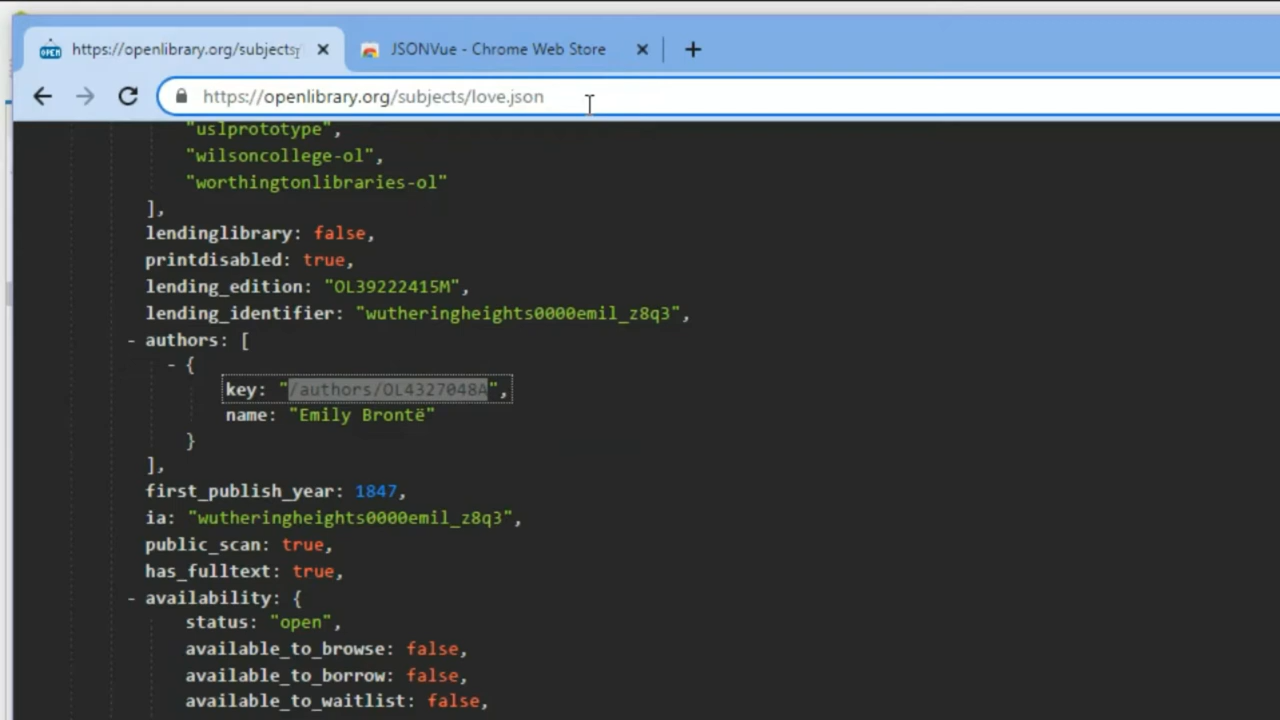 https://openlibrary.org/subjects/
JSONVue - Chrome Web Store
https://openlibrary.org/subjects/love.json
"uslprototype",
"wilsoncollege-ol",
"worthingtonlibraries-ol"
],
lendinglibrary: false,
printdisabled: true,
lending_edition: "OL39222415M",
lending_identifier: "wutheringheights0000emil_z8q3",
- authors: [
- {
key: "/authors/OL4327048A",
name: "Emily Brontë"
}
],
first_publish_year: 1847,
ia: "wutheringheights0000emil_z8q3",
public_scan: true,
has_fulltext: true,
- availability: {
status: "open",
available_to_browse: false,
available_to_borrow: false,
available_to_waitlist: false,